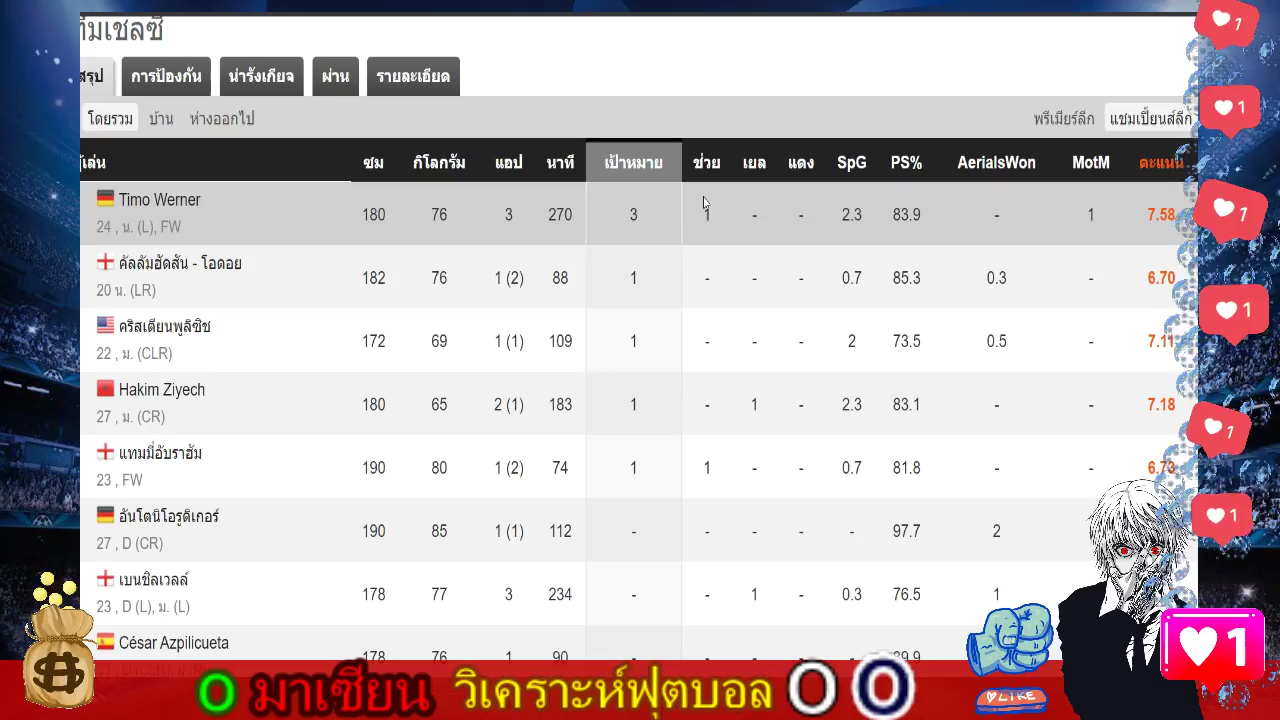 ทีมเชลซี
สรุป การป้องกัน น่ารังเกียจ ผ่าน รายละเอียด
โดยรวม บ้าน ห่างออกไป พรีเมียร์ลีก แชมเปี้ยนส์ลีก
ผู้เล่น ซม กิโลกรัม แอป นาที เป้าหมาย ช่วย เยล แดง SpG PS% AerialsWon MotM คะแนน
Timo Werner 180 76 3 270 3 1 - - 2.3 83.9 - 1 7.58
24 , น. (L), FW
คัลลัมฮัดสัน - โอดอย 182 76 1 (2) 88 1 - - - 0.7 85.3 0.3 - 6.70
20 น. (LR)
คริสเตียนพูลิซิช 172 69 1 (1) 109 1 - - - 2 73.5 0.5 - 7.11
22 , ม. (CLR)
Hakim Ziyech 180 65 2 (1) 183 1 - 1 - 2.3 83.1 - - 7.18
27 , ม. (CR)
แทมมี่อับราฮัม 190 80 1 (2) 74 1 1 - - 0.7 81.8 - - 6.73
23 , FW
อันโตนิโอรูดิเกอร์ 190 85 1 (1) 112 - - - - - 97.7 2
27 , D (CR)
เบนชิลเวลล์ 178 77 3 234 - - 1 - 0.3 76.5 1
23 , D (L), ม. (L)
César Azpilicueta 178 76 1 90 - - - - - 89.9
มาเซียน วิเคราะห์ฟุตบอล
LIKE
1
1
1
1
1
1
1